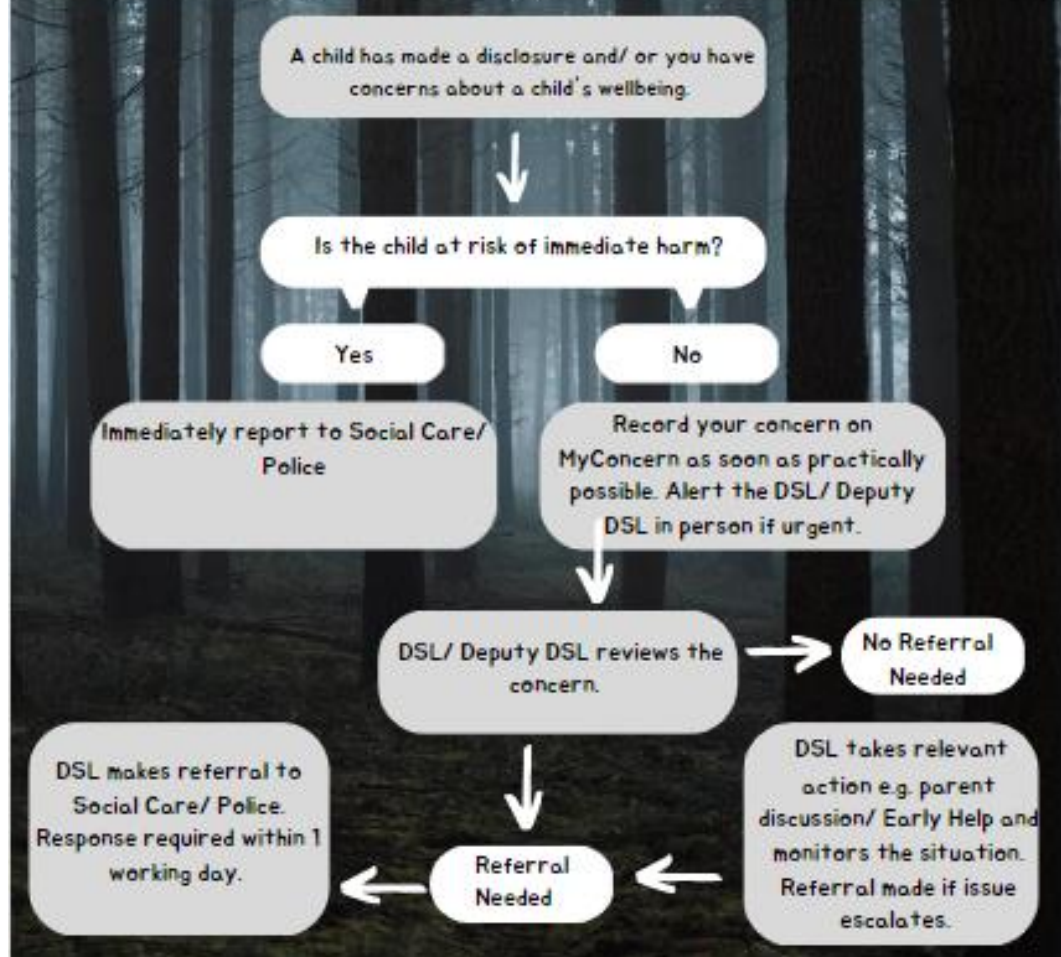 A child has made a disclosure and/ or you have
concerns about a child's wellbeing.
Is the child at risk of immediate harm?
Yes
No
Immediately report to Social Care/
Police
Record your concern on
MyConcern as soon as practically
possible. Alert the DSL/ Deputy
DSL in person if urgent.
DSL/ Deputy DSL reviews the
concern.
No Referral
Needed
DSL makes referral to
Social Care/ Police.
Response required within 1
working day.
Referral
Needed
DSL takes relevant
action e.g. parent
discussion/ Early Help and
monitors the situation.
Referral made if issue
escalates.